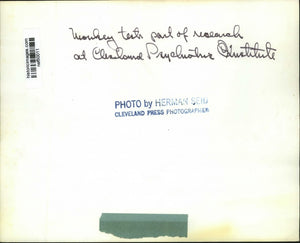 Monkey tests part of research
at Cleveland Psychiatric Institute
PHOTO by HERMAN SEID
CLEVELAND PRESS PHOTOGRAPHER